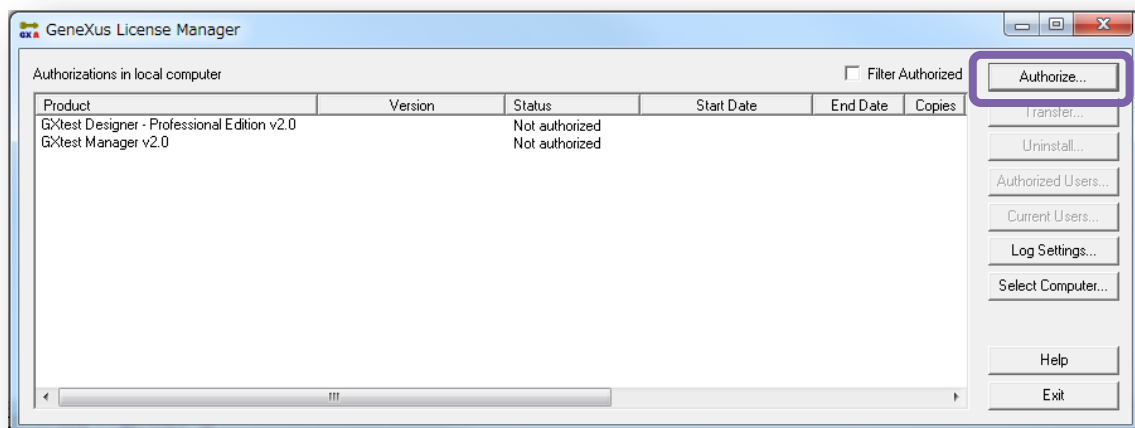 GX A GeneXus License Manager
Authorizations in local computer
Filter Authorized
Authorize...
Product Version Status Start Date End Date Copies
GXtest Designer - Professional Edition v2.0 Not authorized
GXtest Manager v2.0 Not authorized
Transfer...
Uninstall...
Authorized Users...
Current Users...
Log Settings...
Select Computer...
Help
Exit